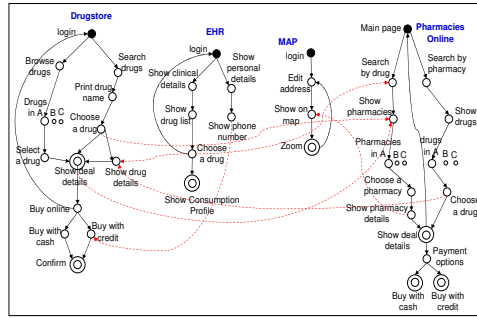 Drugstore
login
Browse
drugs
Search
drugs
Print drug
name
Drugs
in A B C
Choose
a drug
Select
a drug
Show deal
details
Show drug
details
Buy online
Buy with
cash
Buy with
credit
Confirm
EHR
login
Show
personal
details
Show clinical
details
Show
drug list
Show
phone number
Choose
a drug
Show Consumption
Profile
MAP
login
Edit
address
Show on
map
Zoom
Pharmacies
Online
Main page
Search
by drug
Search by
pharmacy
Show
pharmacies
Show
drugs
Pharmacies
in A B C
drugs
in A B C
Choose a
pharmacy
Choose
a drug
Show pharmacy
details
Show deal
details
Payment
options
Buy with
cash
Buy with
credit